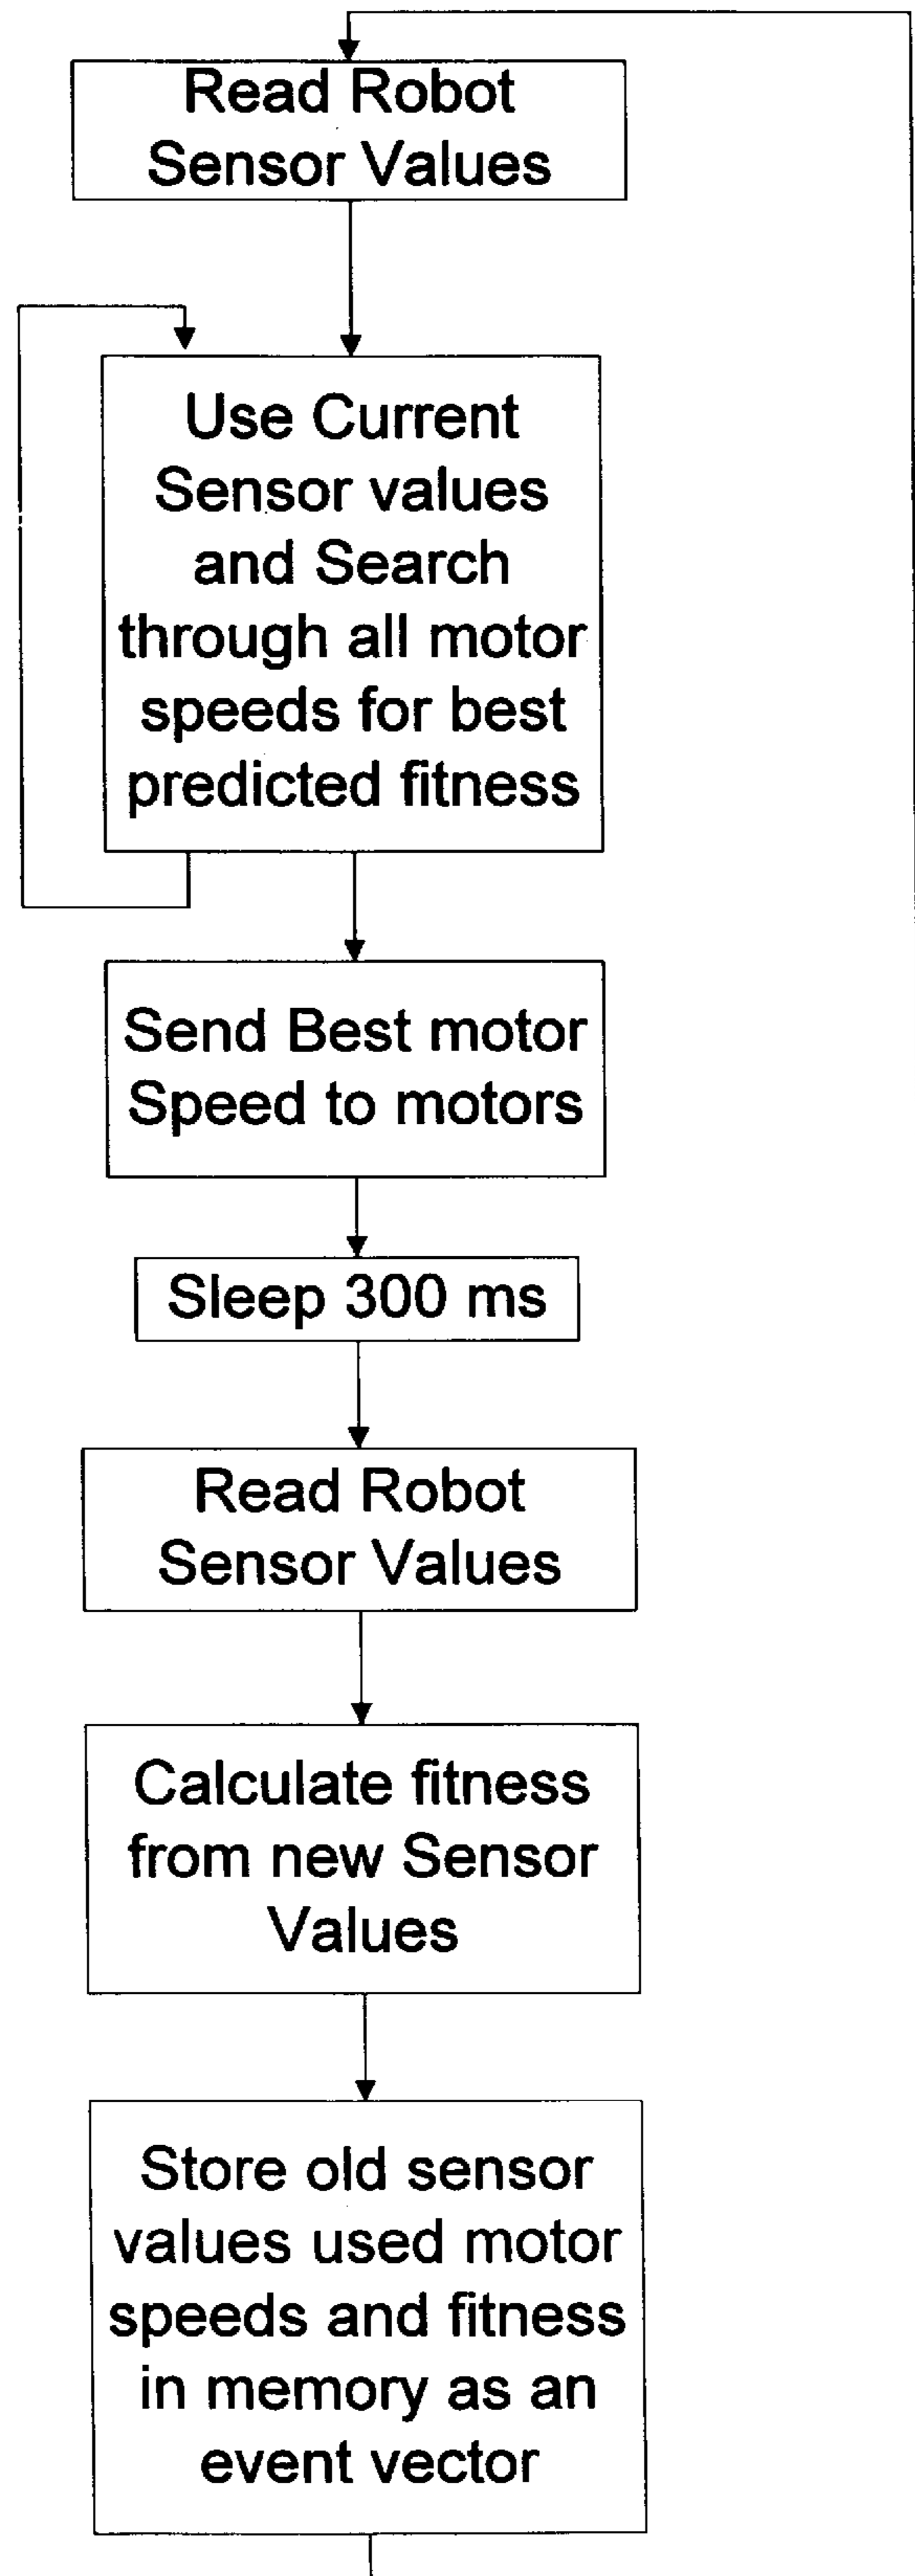 Read Robot
Sensor Values
Use Current
Sensor values
and Search
through all motor
speeds for best
predicted fitness
Send Best motor
Speed to motors
Sleep 300 ms
Read Robot
Sensor Values
Calculate fitness
from new Sensor
Values
Store old sensor
values used motor
speeds and fitness
in memory as an
event vector